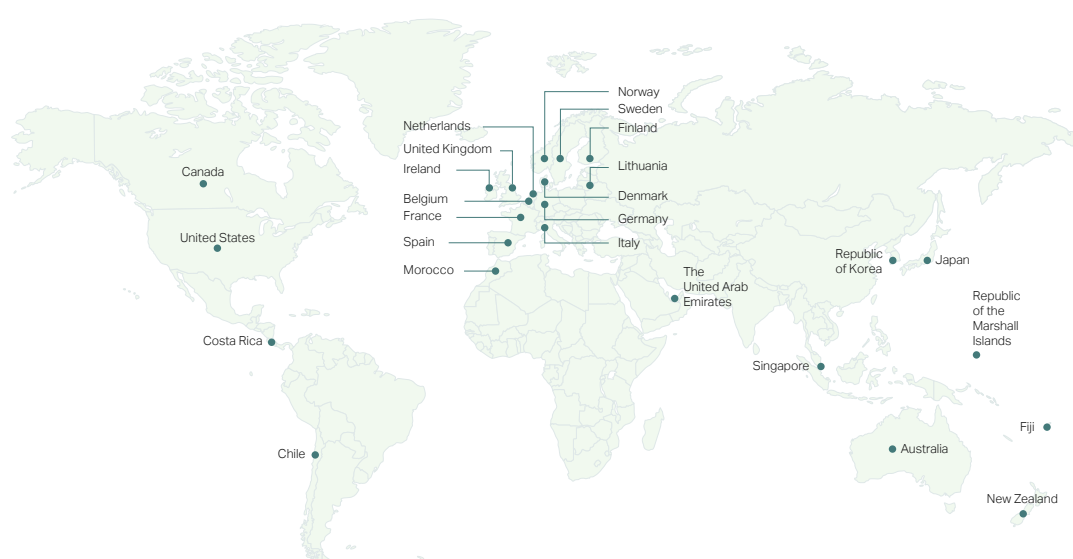 Norway
Sweden
Netherlands
Finland
United Kingdom
Ireland
Lithuania
Canada
Belgium
Denmark
France
Germany
United States
Spain
Italy
Republic
of Korea
Japan
Morocco
The
United Arab
Emirates
Republic
of the
Marshall
Islands
Costa Rica
Singapore
Fiji
Chile
Australia
New Zealand